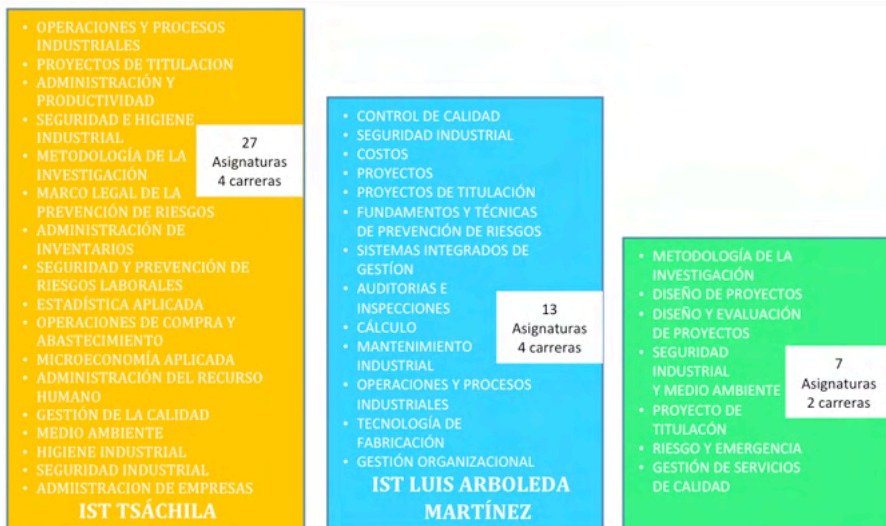 • OPERACIONES Y PROCESOS
INDUSTRIALES
• PROYECTOS DE TITULACION
• ADMINISTRACIÓN Y
PRODUCTIVIDAD
• SEGURIDAD E HIGIENE
INDUSTRIAL
• METODOLOGÍA DE LA
INVESTIGACIÓN
• MARCO LEGAL DE LA
PREVENCIÓN DE RIESGOS
• ADMINISTRACIÓN DE
INVENTARIOS
• SEGURIDAD Y PREVENCIÓN DE
RIESGOS LABORALES
• ESTADÍSTICA APLICADA
• OPERACIONES DE COMPRA Y
ABASTECIMIENTO
• MICROECONOMÍA APLICADA
• ADMINISTRACIÓN DEL RECURSO
HUMANO
• GESTIÓN DE LA CALIDAD
• MEDIO AMBIENTE
• HIGIENE INDUSTRIAL
• SEGURIDAD INDUSTRIAL
• ADMIISTRACION DE EMPRESAS
IST TSÁCHILA
27
Asignaturas
4 carreras
• CONTROL DE CALIDAD
• SEGURIDAD INDUSTRIAL
• COSTOS
• PROYECTOS
• PROYECTOS DE TITULACIÓN
• FUNDAMENTOS Y TÉCNICAS
DE PREVENCIÓN DE RIESGOS
• SISTEMAS INTEGRADOS DE
GESTÍON
• AUDITORIAS E
INSPECCIONES
• CÁLCULO
• MANTENIMIENTO
INDUSTRIAL
• OPERACIONES Y PROCESOS
INDUSTRIALES
• TECNOLOGÍA DE
FABRICACIÓN
• GESTIÓN ORGANIZACIONAL
IST LUIS ARBOLEDA
MARTÍNEZ
13
Asignaturas
4 carreras
• METODOLOGÍA DE LA
INVESTIGACIÓN
• DISEÑO DE PROYECTOS
• DISEÑO Y EVALUACIÓN
DE PROYECTOS
• SEGURIDAD
INDUSTRIAL
Y MEDIO AMBIENTE
• PROYECTO DE
TITULACÓN
• RIESGO Y EMERGENCIA
• GESTIÓN DE SERVICIOS
DE CALIDAD
7
Asignaturas
2 carreras